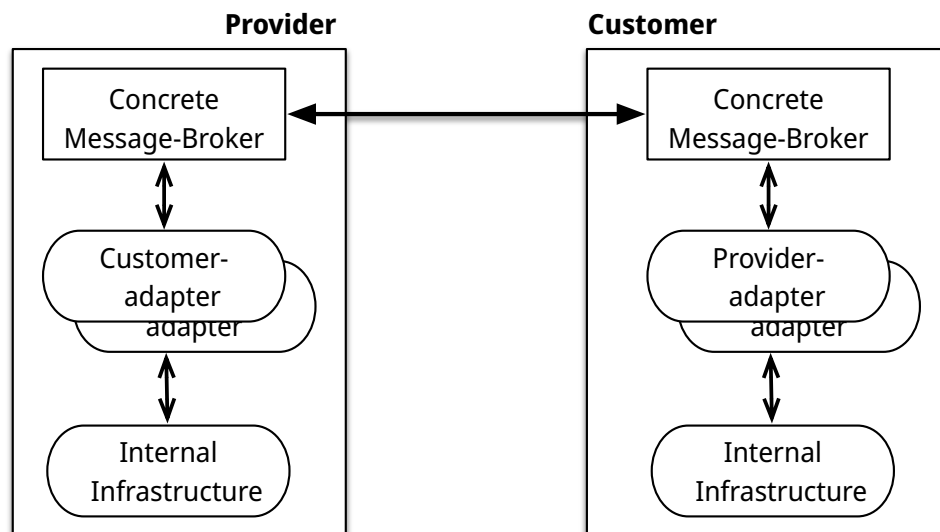 Provider
Concrete
Message-Broker
Customer-
adapter
adapter
Internal
Infrastructure
Customer
Concrete
Message-Broker
Provider-
adapter
adapter
Internal
Infrastructure